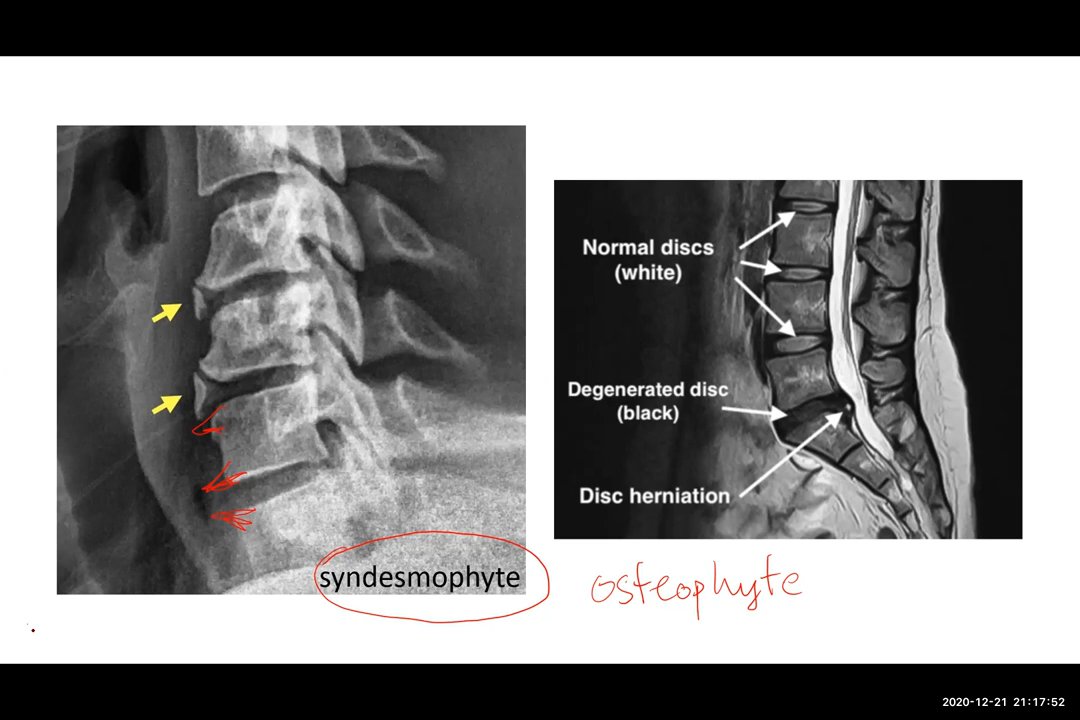 Normal discs
(white)
Degenerated disc
(black)
Disc herniation
syndesmophyte
osteophyte
2020-12-21 21:17:52